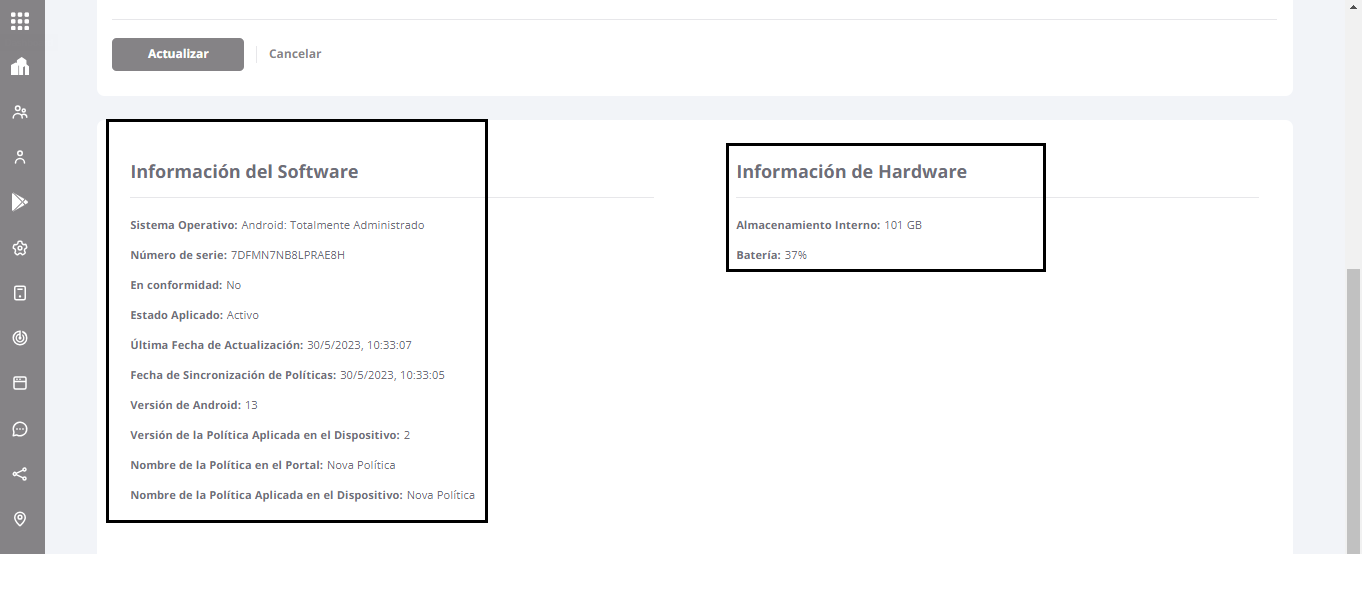 Actualizar
Cancelar
Información del Software
Sistema Operativo: Android: Totalmente Administrado
Número de serie: 7DFMN7NB8LPRAE8H
En conformidad: No
Estado Aplicado: Activo
Última Fecha de Actualización: 30/5/2023, 10:33:07
Fecha de Sincronización de Políticas: 30/5/2023, 10:33:05
Versión de Android: 13
Versión de la Política Aplicada en el Dispositivo: 2
Nombre de la Política en el Portal: Nova Política
Nombre de la Política Aplicada en el Dispositivo: Nova Política
Información de Hardware
Almacenamiento Interno: 101 GB
Batería: 37%